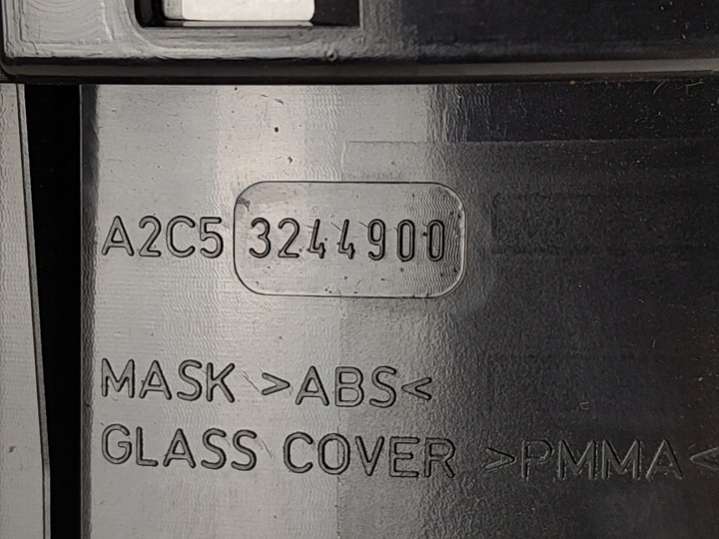 A2C5 3244900
MASK >ABS<
GLASS COVER >PMMA<